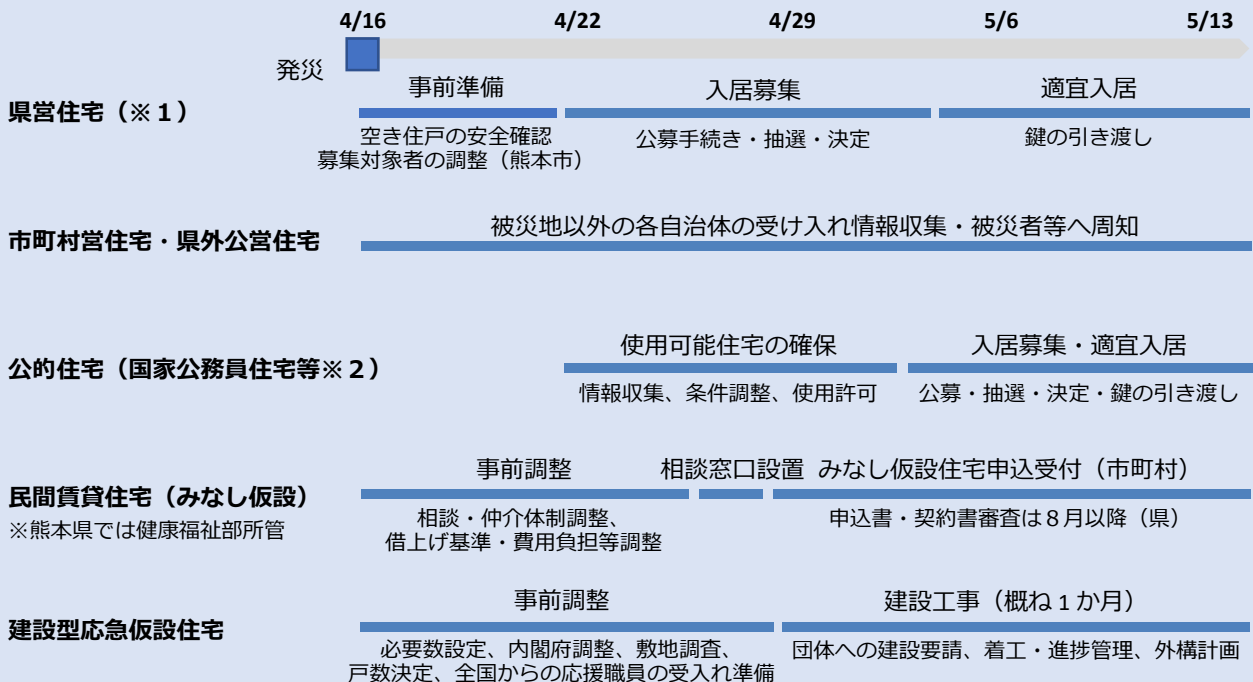 4/16 4/22 4/29 5/6 5/13
発災
県営住宅（※１）
事前準備 入居募集 適宜入居
空き住戸の安全確認 公募手続き・抽選・決定 鍵の引き渡し
募集対象者の調整（熊本市）
市町村営住宅・県外公営住宅
被災地以外の各自治体の受け入れ情報収集・被災者等へ周知
公的住宅（国家公務員住宅等※２）
使用可能住宅の確保 入居募集・適宜入居
情報収集、条件調整、使用許可 公募・抽選・決定・鍵の引き渡し
民間賃貸住宅（みなし仮設）
※熊本県では健康福祉部所管
事前調整 相談窓口設置 みなし仮設住宅申込受付（市町村）
相談・仲介体制調整、 申込書・契約書審査は８月以降（県）
借上げ基準・費用負担等調整
建設型応急仮設住宅
事前調整 建設工事（概ね１か月）
必要数設定、内閣府調整、敷地調査、 団体への建設要請、着工・進捗管理、外構計画
戸数決定、全国からの応援職員の受入れ準備